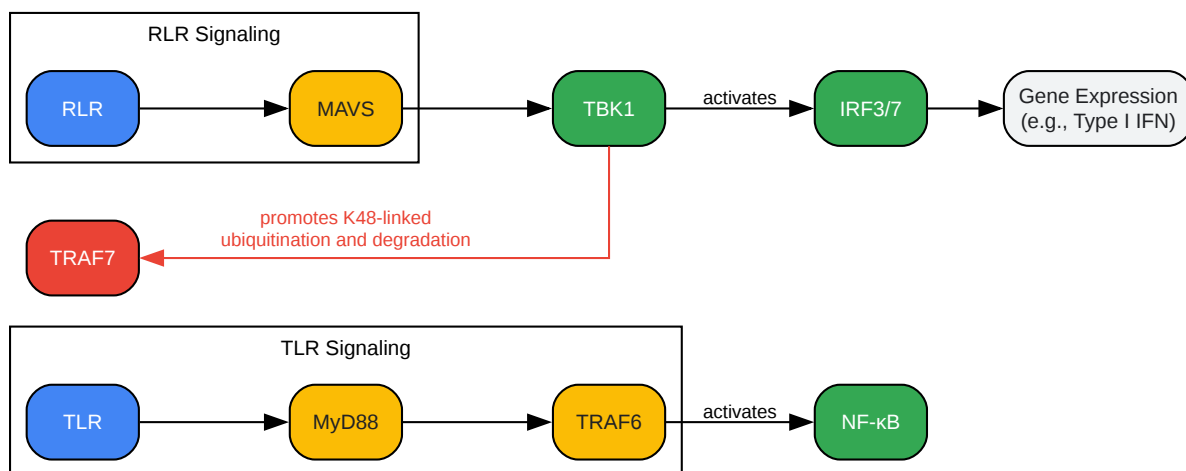 RLR Signaling
RLR
MAVS
TBK1
activates
IRF3/7
Gene Expression
(e.g., Type I IFN)
promotes K48-linked
ubiquitination and degradation
TRAF7
TLR Signaling
TLR
MyD88
TRAF6
activates
NF-κB